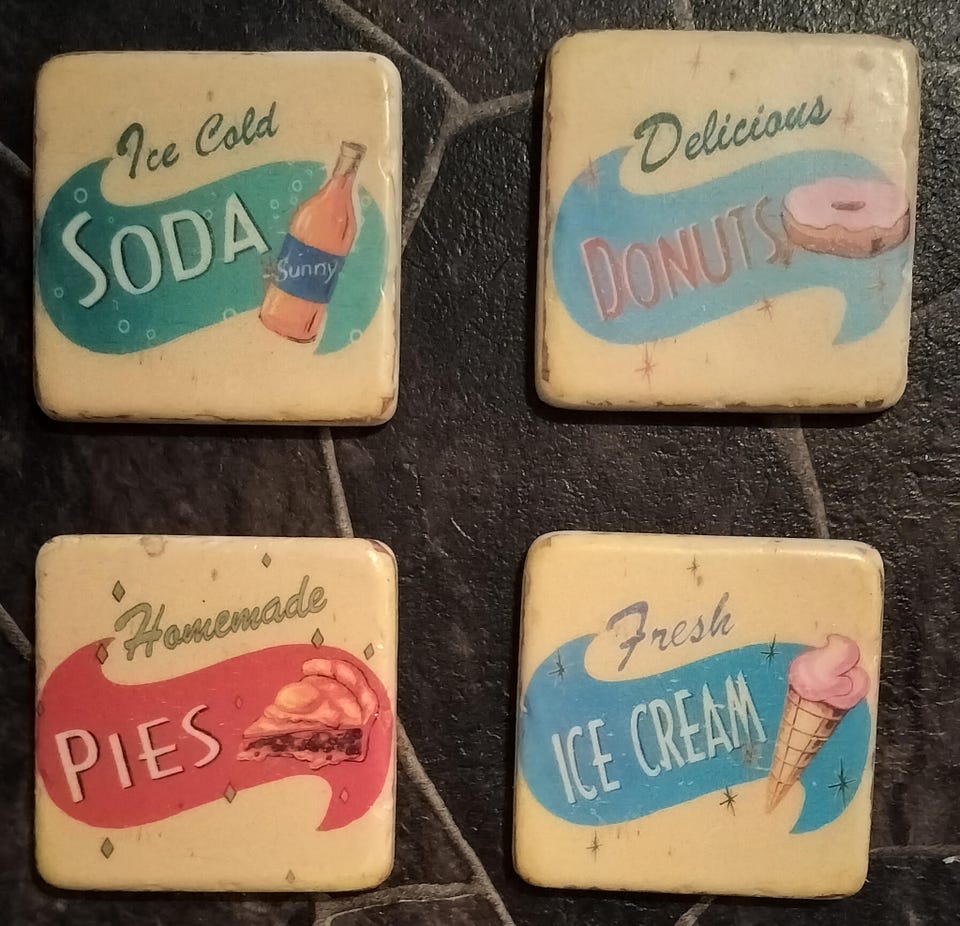 Ice Cold
SODA
Sunny
Delicious
DONUTS
Homemade
PIES
Fresh
ICE CREAM